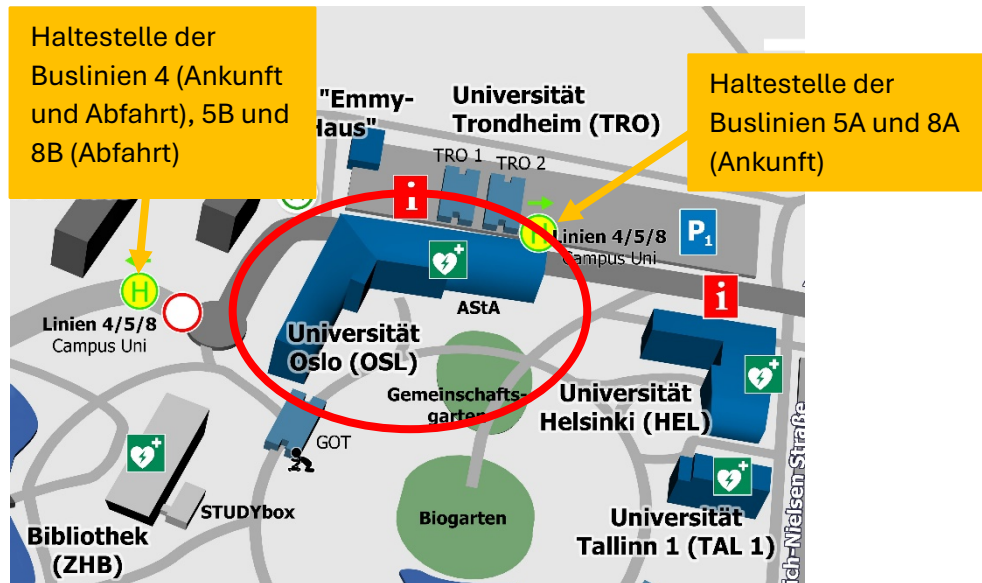 Haltestelle der
Buslinien 4 (Ankunft
und Abfahrt), 5B und
8B (Abfahrt)
Haltestelle der
Buslinien 5A und 8A
(Ankunft)
"Emmy-
Haus"
Universität
Trondheim (TRO)
TRO 1
TRO 2
i
H
Linien 4/5/8
Campus Uni
P1
i
H
Linien 4/5/8
Campus Uni
AStA
Universität
Oslo (OSL)
Gemeinschafts-
garten
Universität
Helsinki (HEL)
GOT
STUDYbox
Bibliothek
(ZHB)
Biogarten
Universität
Tallinn 1 (TAL 1)
ich-Nielsen Straße